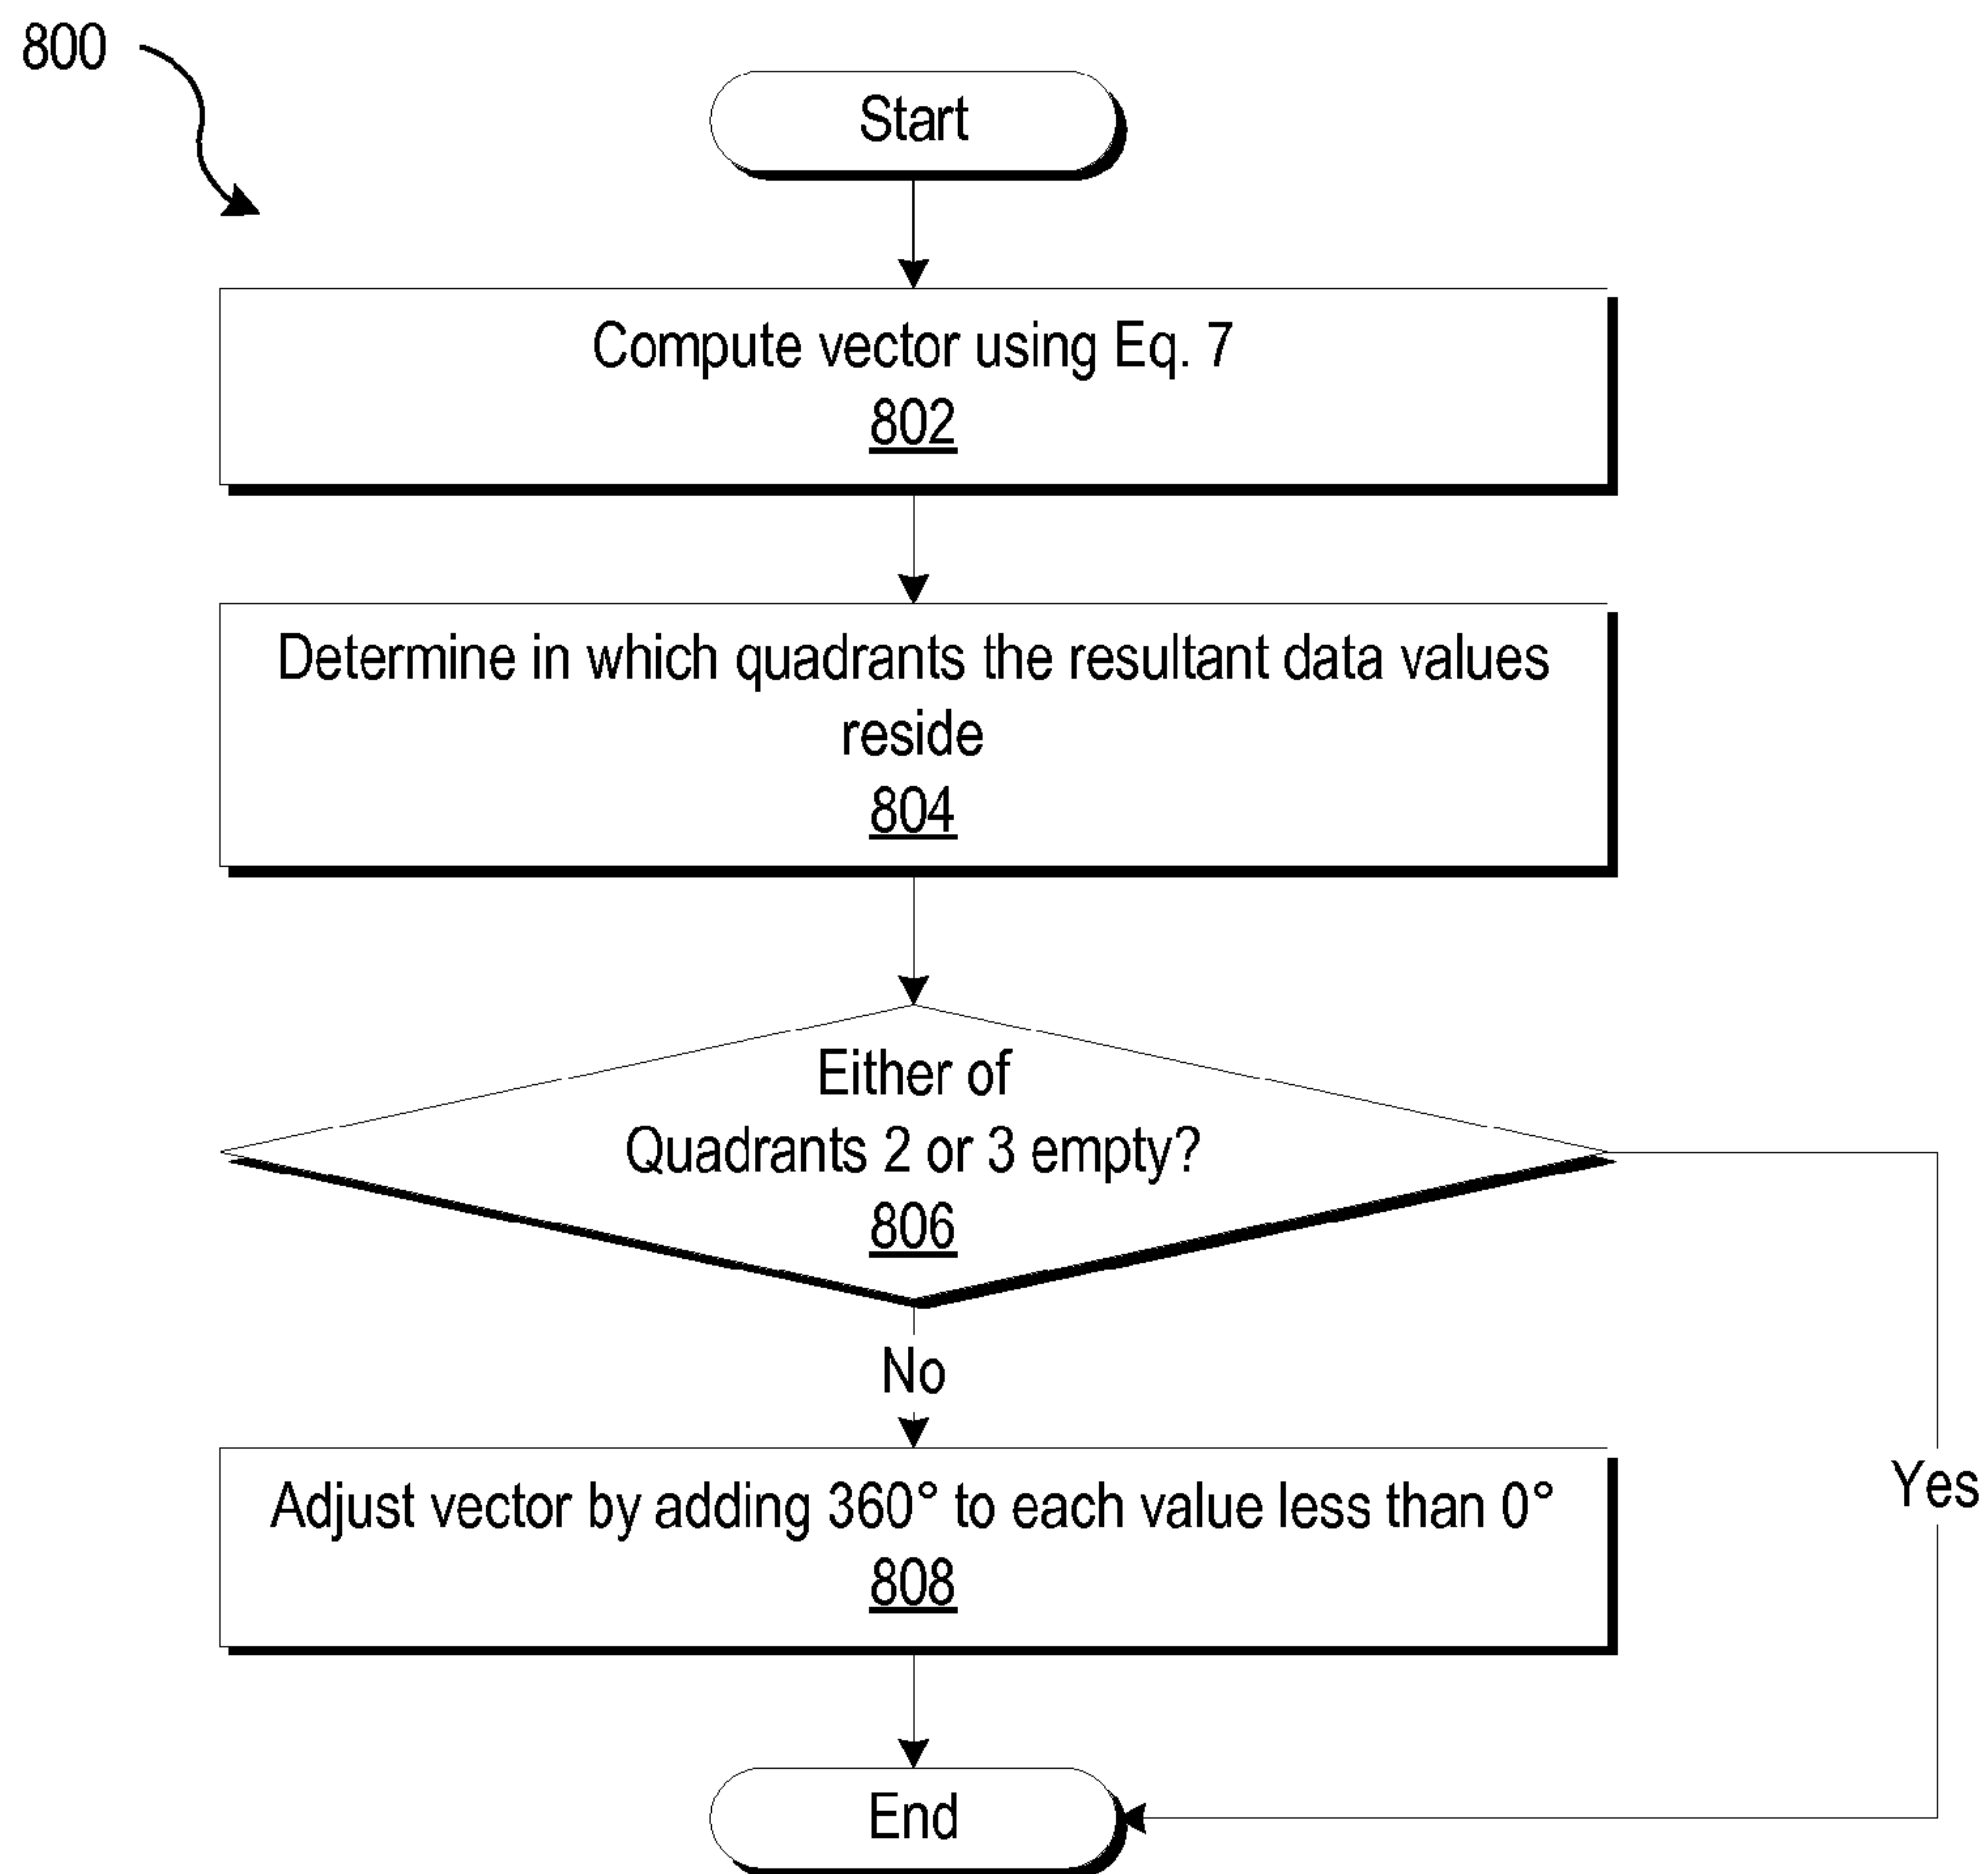 800
Start
Compute vector using Eq. 7
802
Determine in which quadrants the resultant data values
reside
804
Either of
Quadrants 2 or 3 empty?
806
No
Yes
Adjust vector by adding 360° to each value less than 0°
808
End